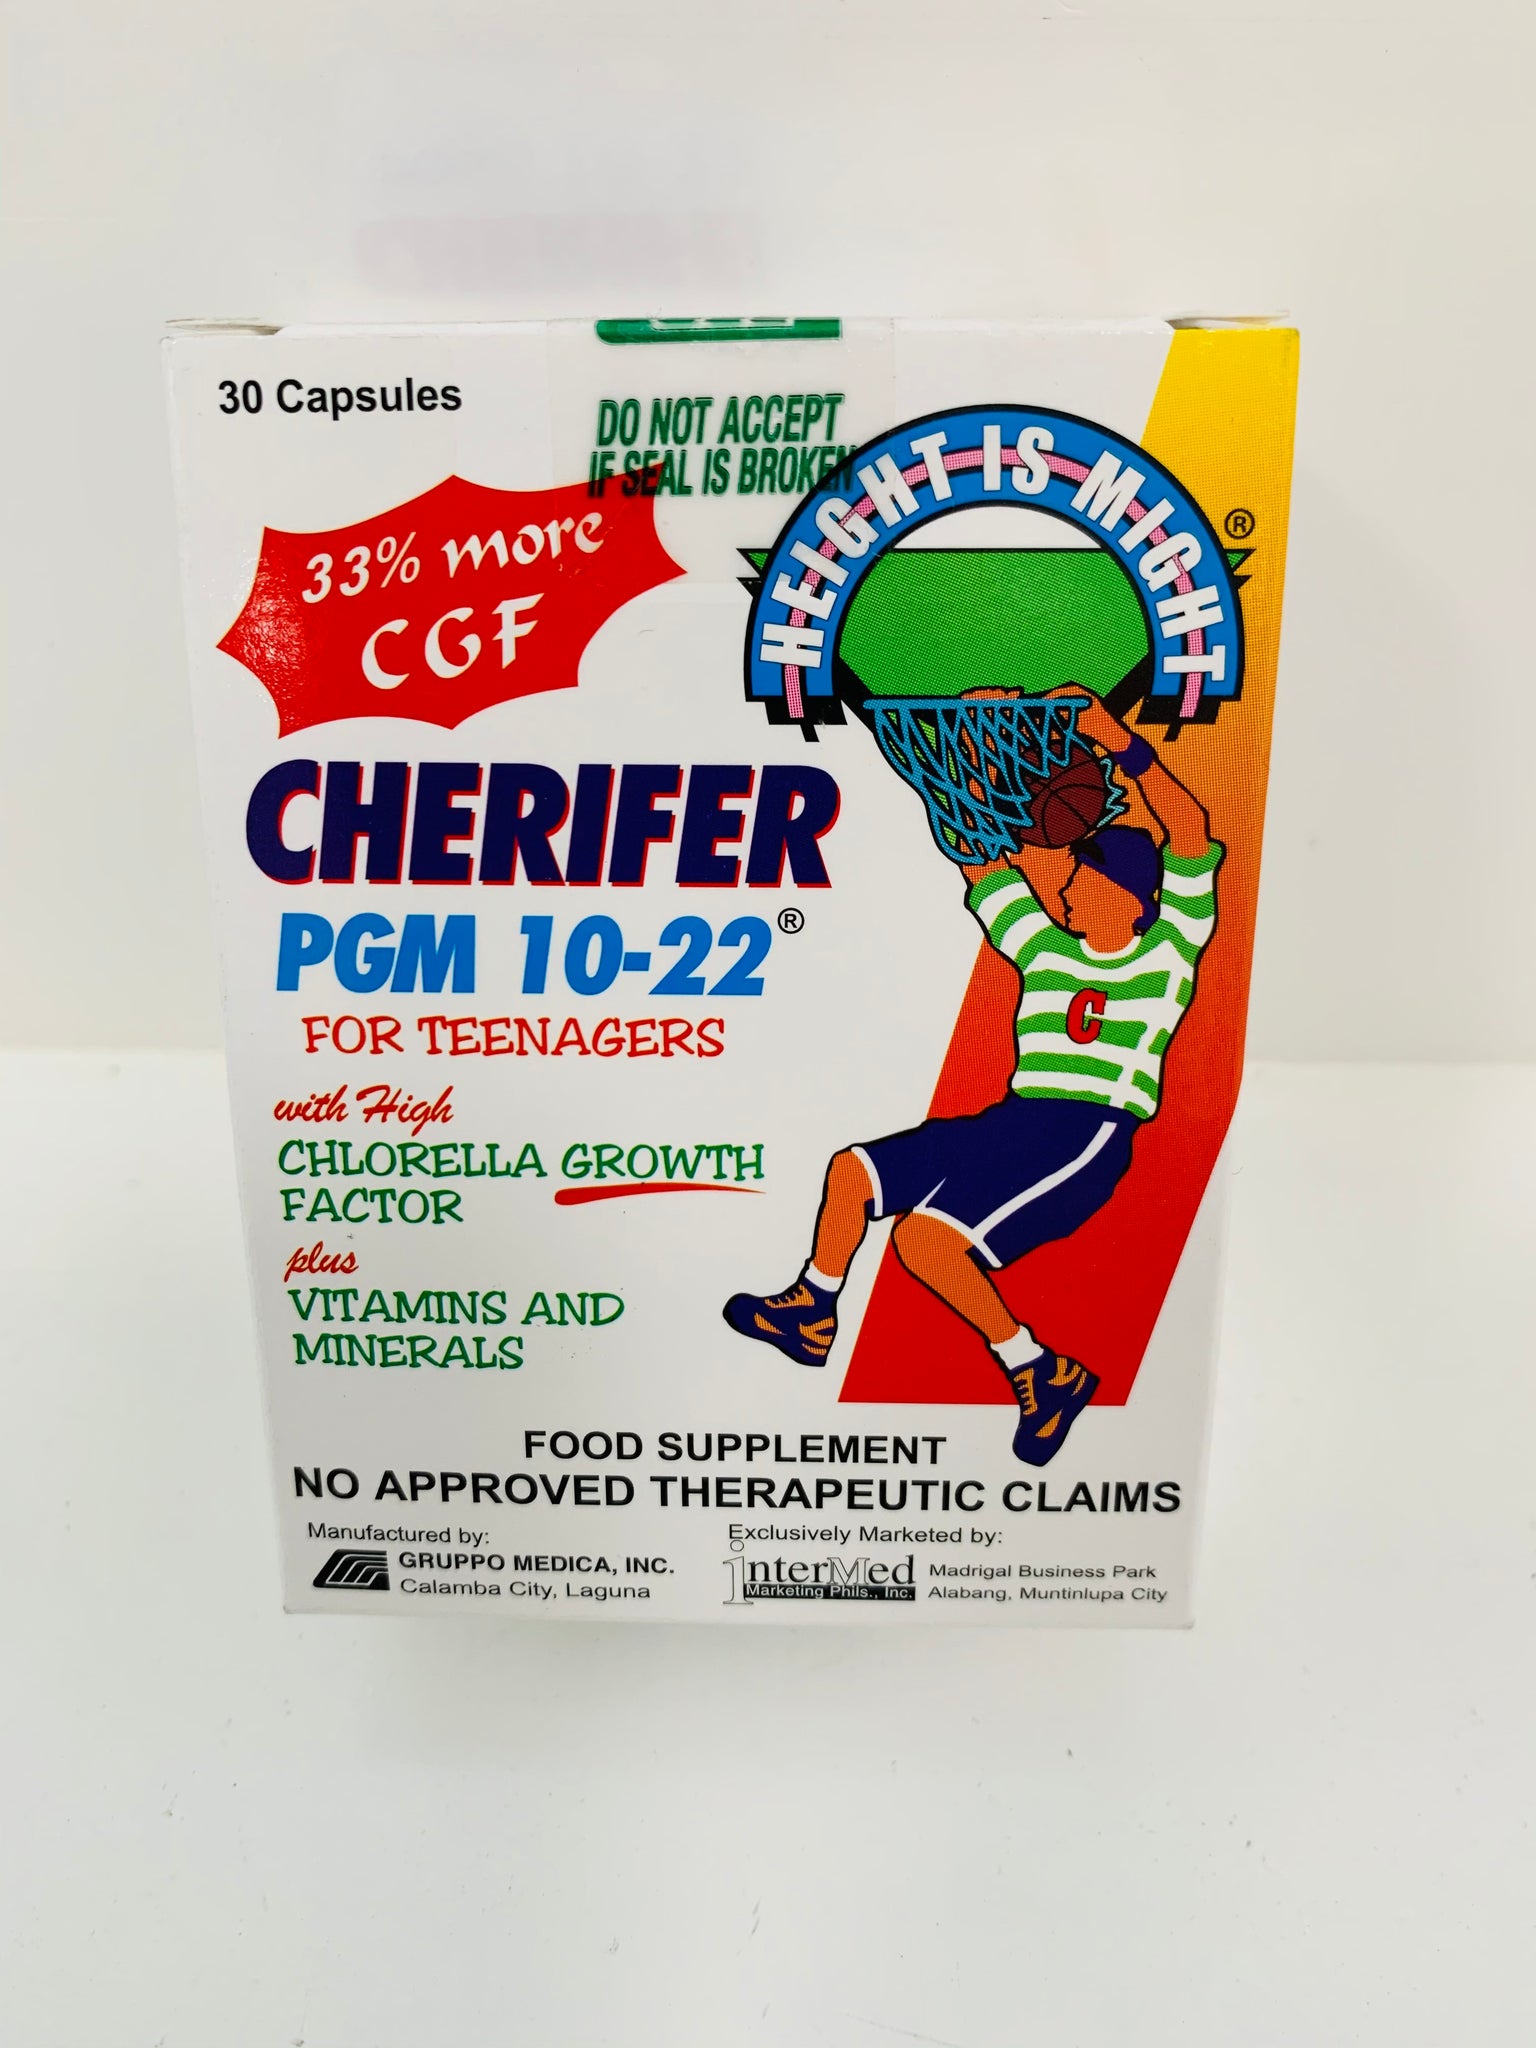 30 Capsules
DO NOT ACCEPT
IF SEAL IS BROKEN
HEIGHT IS MIGHT ®
33% more
CGF
CHERIFER
PGM 10-22®
FOR TEENAGERS
with High
CHLORELLA GROWTH
FACTOR
plus
VITAMINS AND
MINERALS
C
FOOD SUPPLEMENT
NO APPROVED THERAPEUTIC CLAIMS
Manufactured by:
GRUPPO MEDICA, INC.
Calamba City, Laguna
Exclusively Marketed by:
interMed
Marketing Phils., Inc.
Madrigal Business Park
Alabang, Muntinlupa City